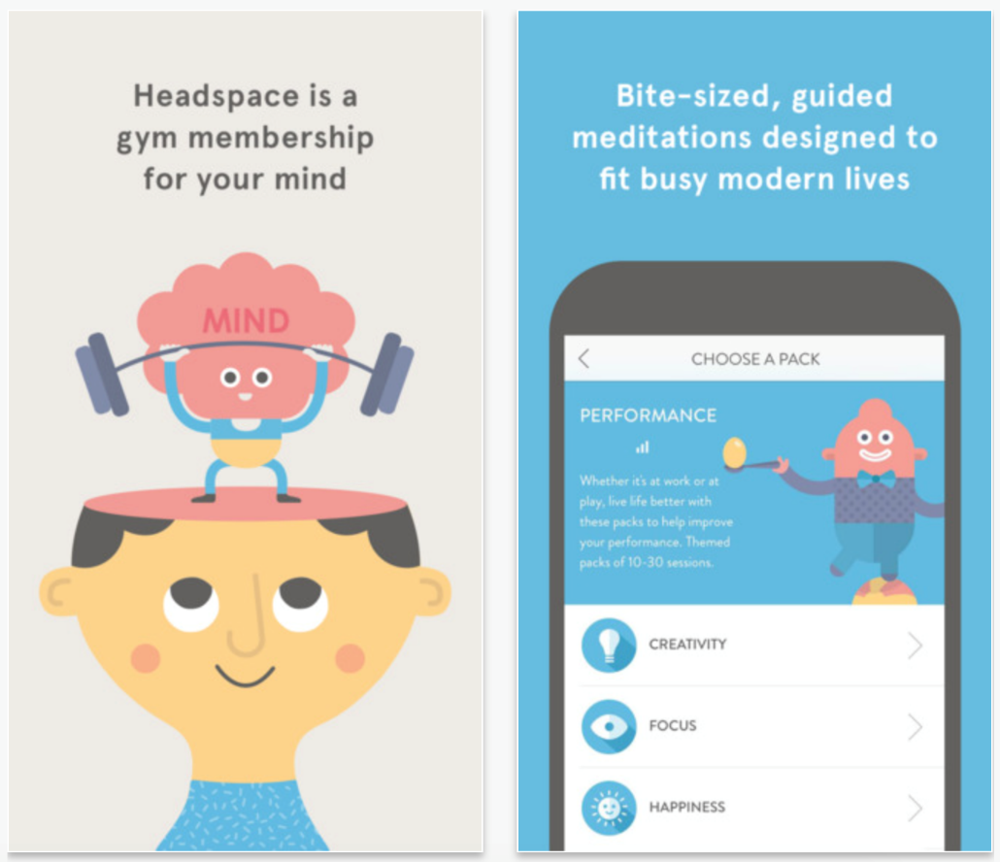 Headspace is a
gym membership
for your mind
MIND
Bite-sized, guided
meditations designed to
fit busy modern lives
CHOOSE A PACK
PERFORMANCE
Whether it's at work or at
play, live life better with
these packs to help improve
your performance. Themed
packs of 10-30 sessions.
CREATIVITY
FOCUS
HAPPINESS